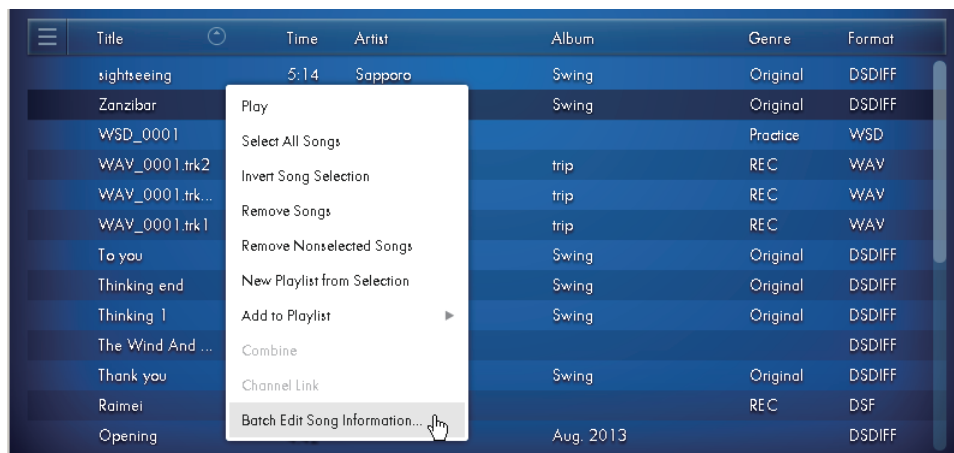 Title Time Artist Album Genre Format
sightseeing 5:14 Sapporo Swing Original DSDIFF
Zanzibar Swing Original DSDIFF
WSD_0001 Practice WSD
WAV_0001.trk2 trip REC WAV
WAV_0001.trk... trip REC WAV
WAV_0001.trk1 trip REC WAV
To you Swing Original DSDIFF
Thinking end Swing Original DSDIFF
Thinking 1 Swing Original DSDIFF
The Wind And ... DSDIFF
Thank you Swing Original DSDIFF
Raimei REC DSF
Opening Aug. 2013 DSDIFF
Play
Select All Songs
Invert Song Selection
Remove Songs
Remove Nonselected Songs
New Playlist from Selection
Add to Playlist
Combine
Channel Link
Batch Edit Song Information...